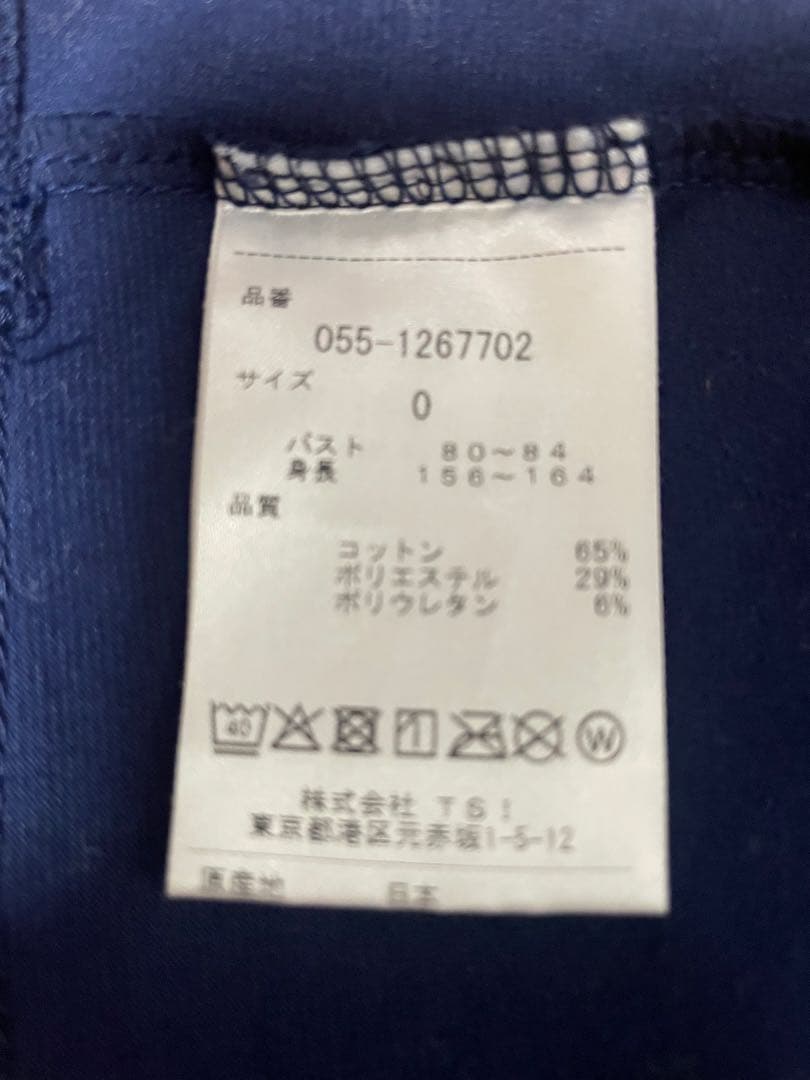 品番
055-1267702
サイズ
0
バスト 80~84
身長 156~164
品質
コットン 65%
ポリエステル 29%
ポリウレタン 6%
40
W
株式会社 TSI
東京都港区元赤坂1-5-12
原産地 日本